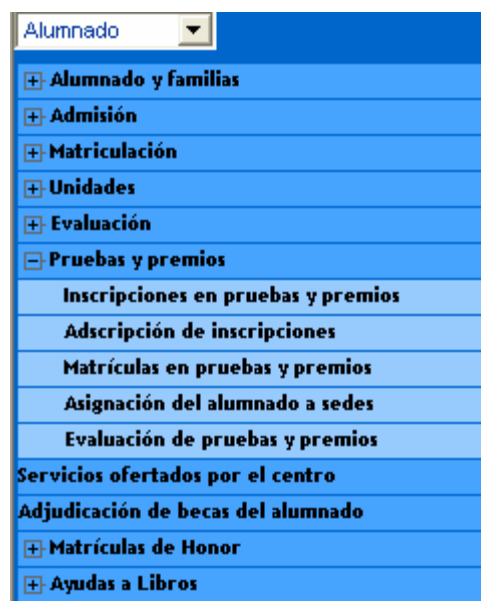 Alumnado
Alumnado y familias
Admisión
Matriculación
Unidades
Evaluación
Pruebas y premios
Inscripciones en pruebas y premios
Adscripción de inscripciones
Matrículas en pruebas y premios
Asignación del alumnado a sedes
Evaluación de pruebas y premios
Servicios ofertados por el centro
Adjudicación de becas del alumnado
Matrículas de Honor
Ayudas a Libros